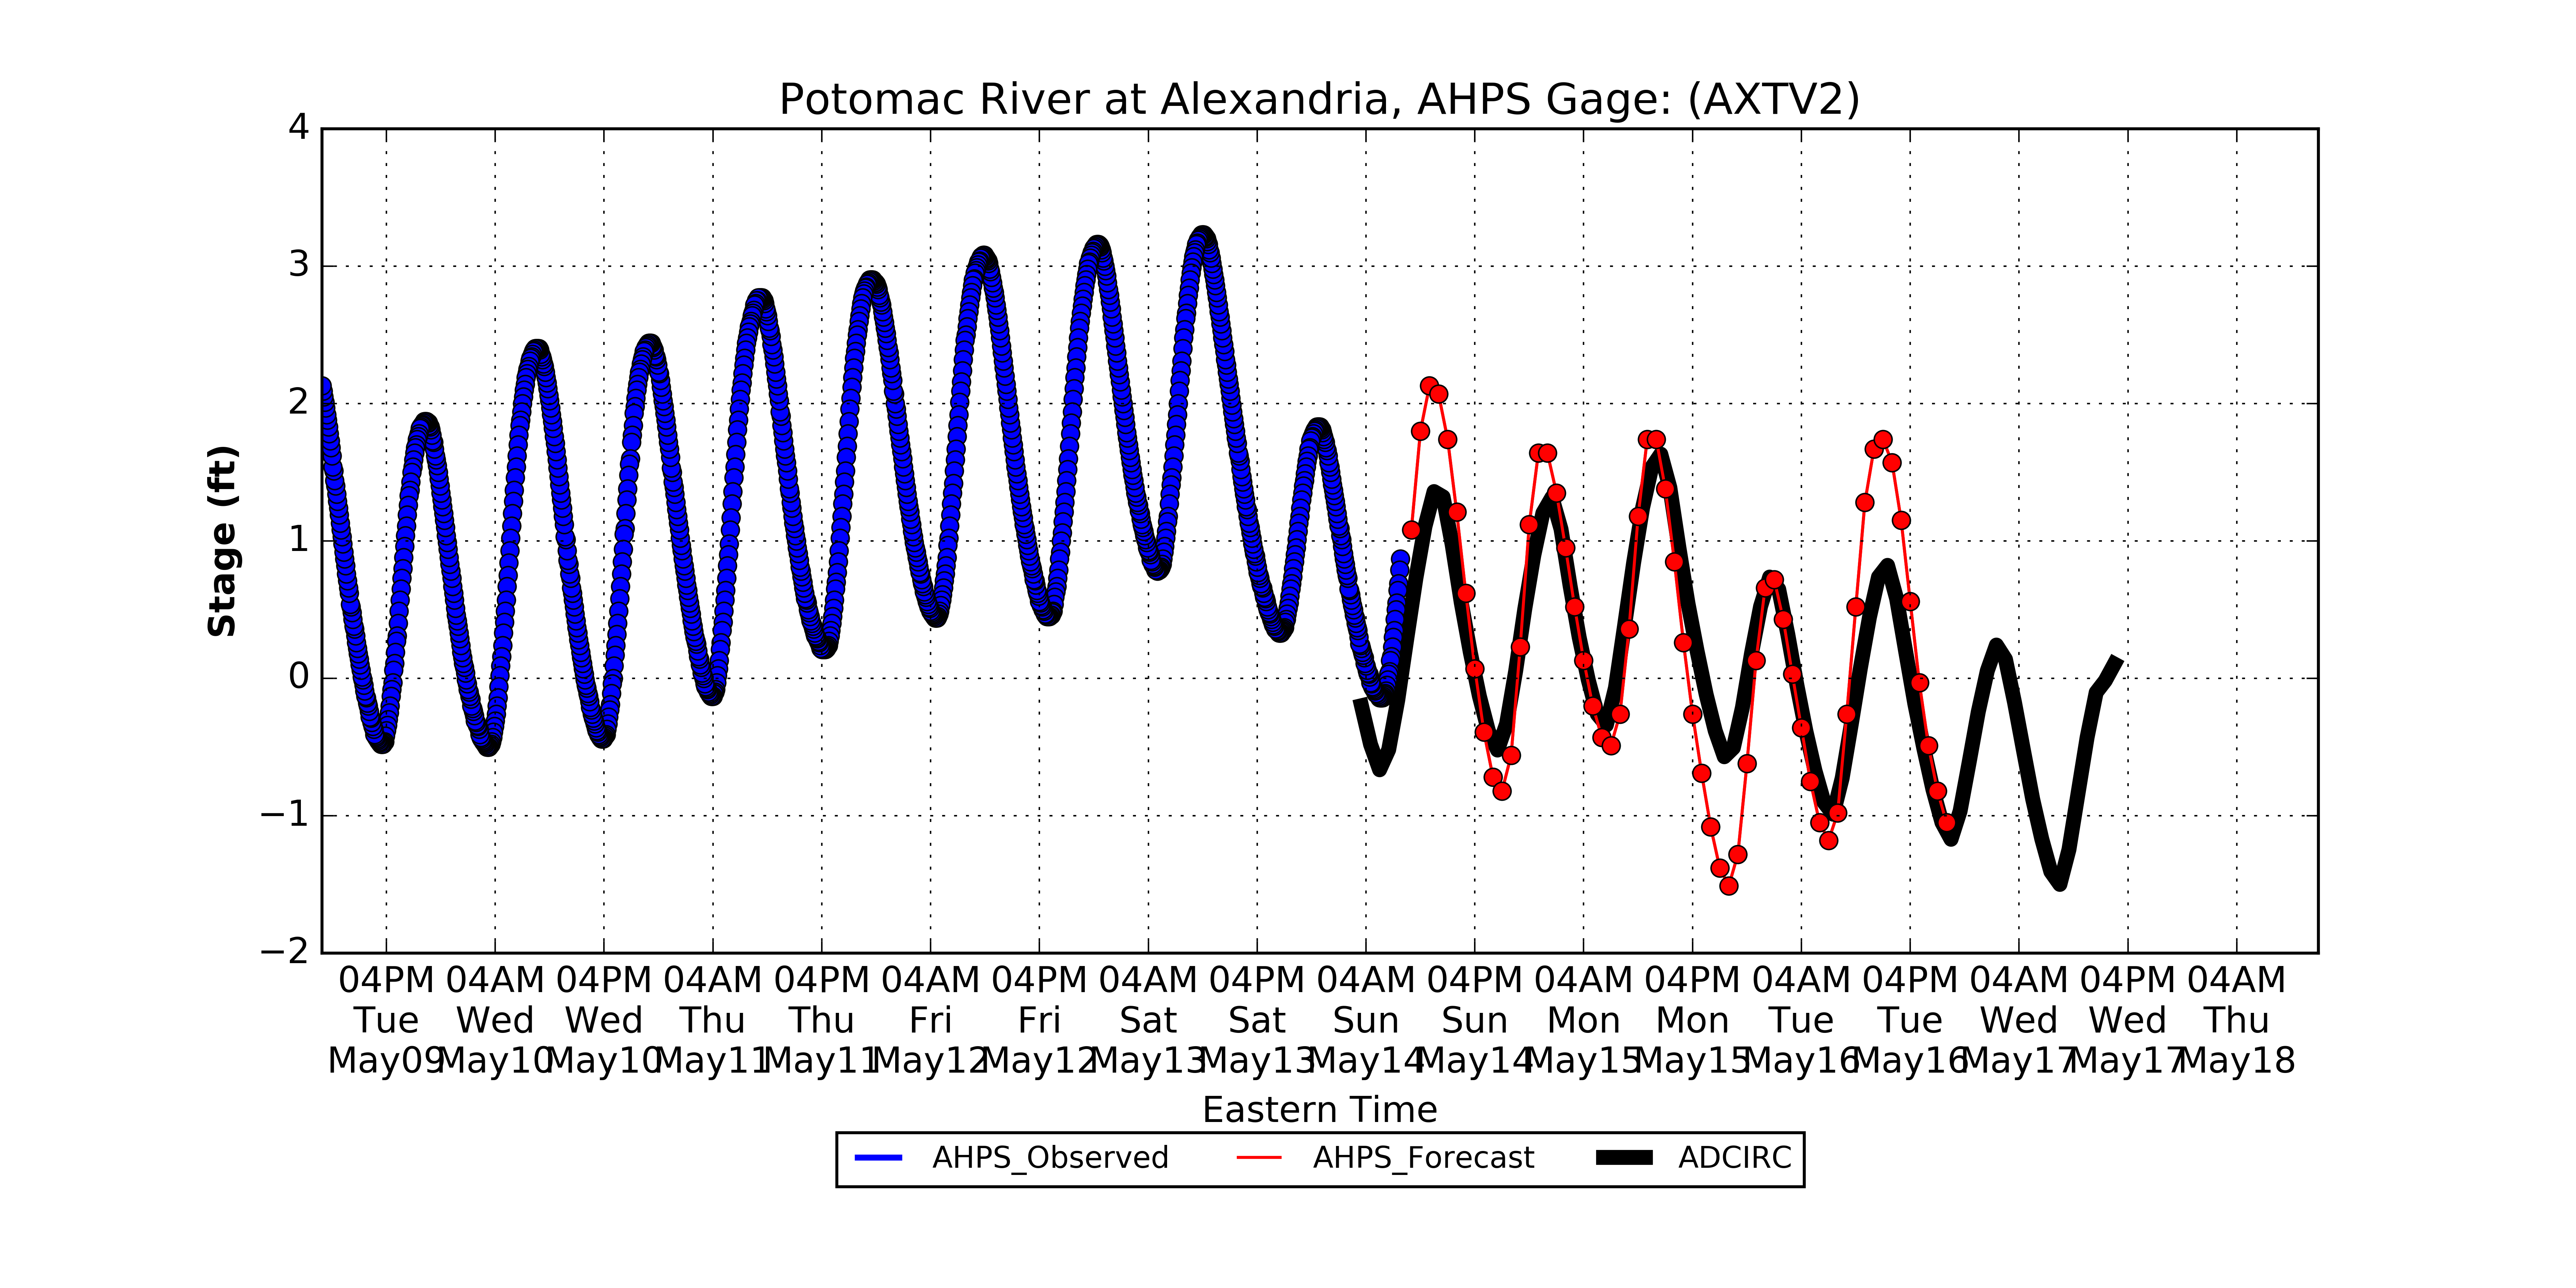 Potomac River at Alexandria, AHPS Gage: (AXTV2)
4
3
2
1
0
−1
−2
Stage (ft)
04PM 04AM 04PM 04AM 04PM 04AM 04PM 04AM 04PM 04AM 04PM 04AM 04PM 04AM 04PM 04AM 04PM 04AM
Tue Wed Wed Thu Thu Fri Fri Sat Sat Sun Sun Mon Mon Tue Tue Wed Wed Thu
May09 May10 May10 May11 May11 May12 May12 May13 May13 May14 May14 May15 May15 May16 May16 May17 May17 May18
Eastern Time
AHPS_Observed AHPS_Forecast ADCIRC